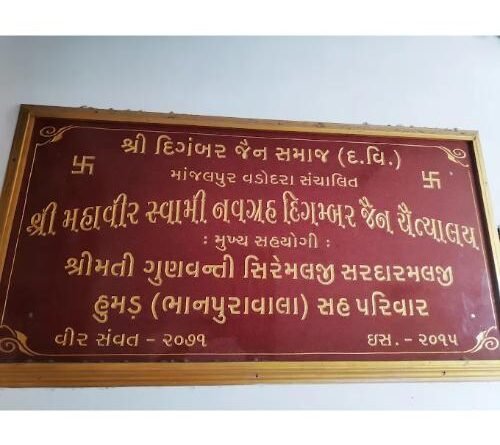 શ્રી દિગંબર જૈન સમાજ (દ.વિ.)
માંજલપુર વડોદરા સંચાલિત
શ્રી મહાવીર સ્વામી નવગ્રહ દિગમ્બર જૈન ચૈત્યાલય
: મુખ્ય સહયોગી :
શ્રીમતી ગુણવન્તી સિરેમલજી સરદારમલજી
હુમડ (ભાનપુરાવાલા) સહ પરિવાર
વીર સંવત - ૨૦૭૧ ઇસ. - ૨૦૧૫